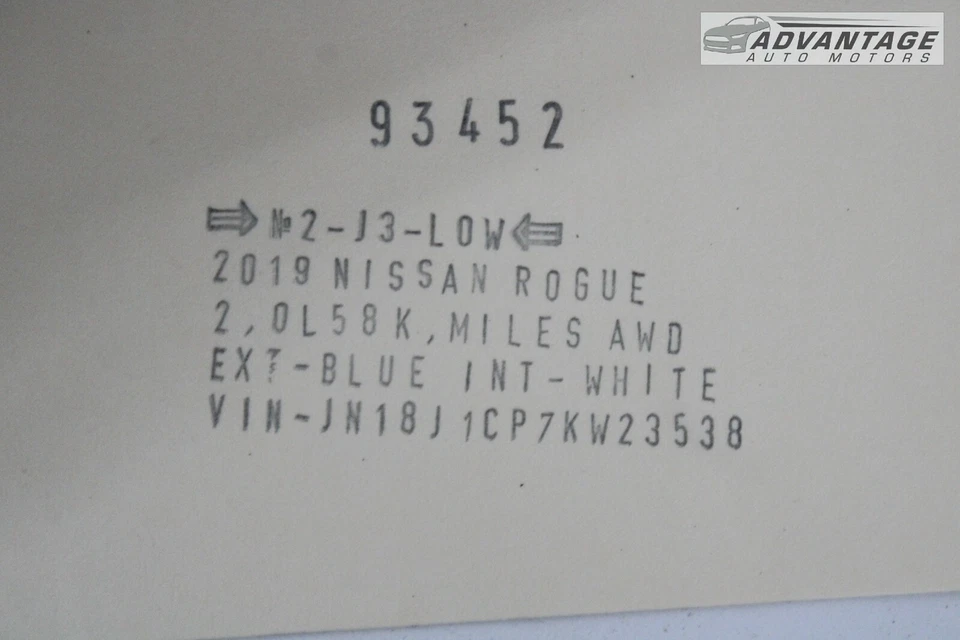 ADVANTAGE
AUTO MOTORS
93452
⇒№2-J3-LOW⇐
2019 NISSAN ROGUE
2,0L58K,MILES AWD
EXT-BLUE INT-WHITE
VIN-JN18J1CP7KW23538